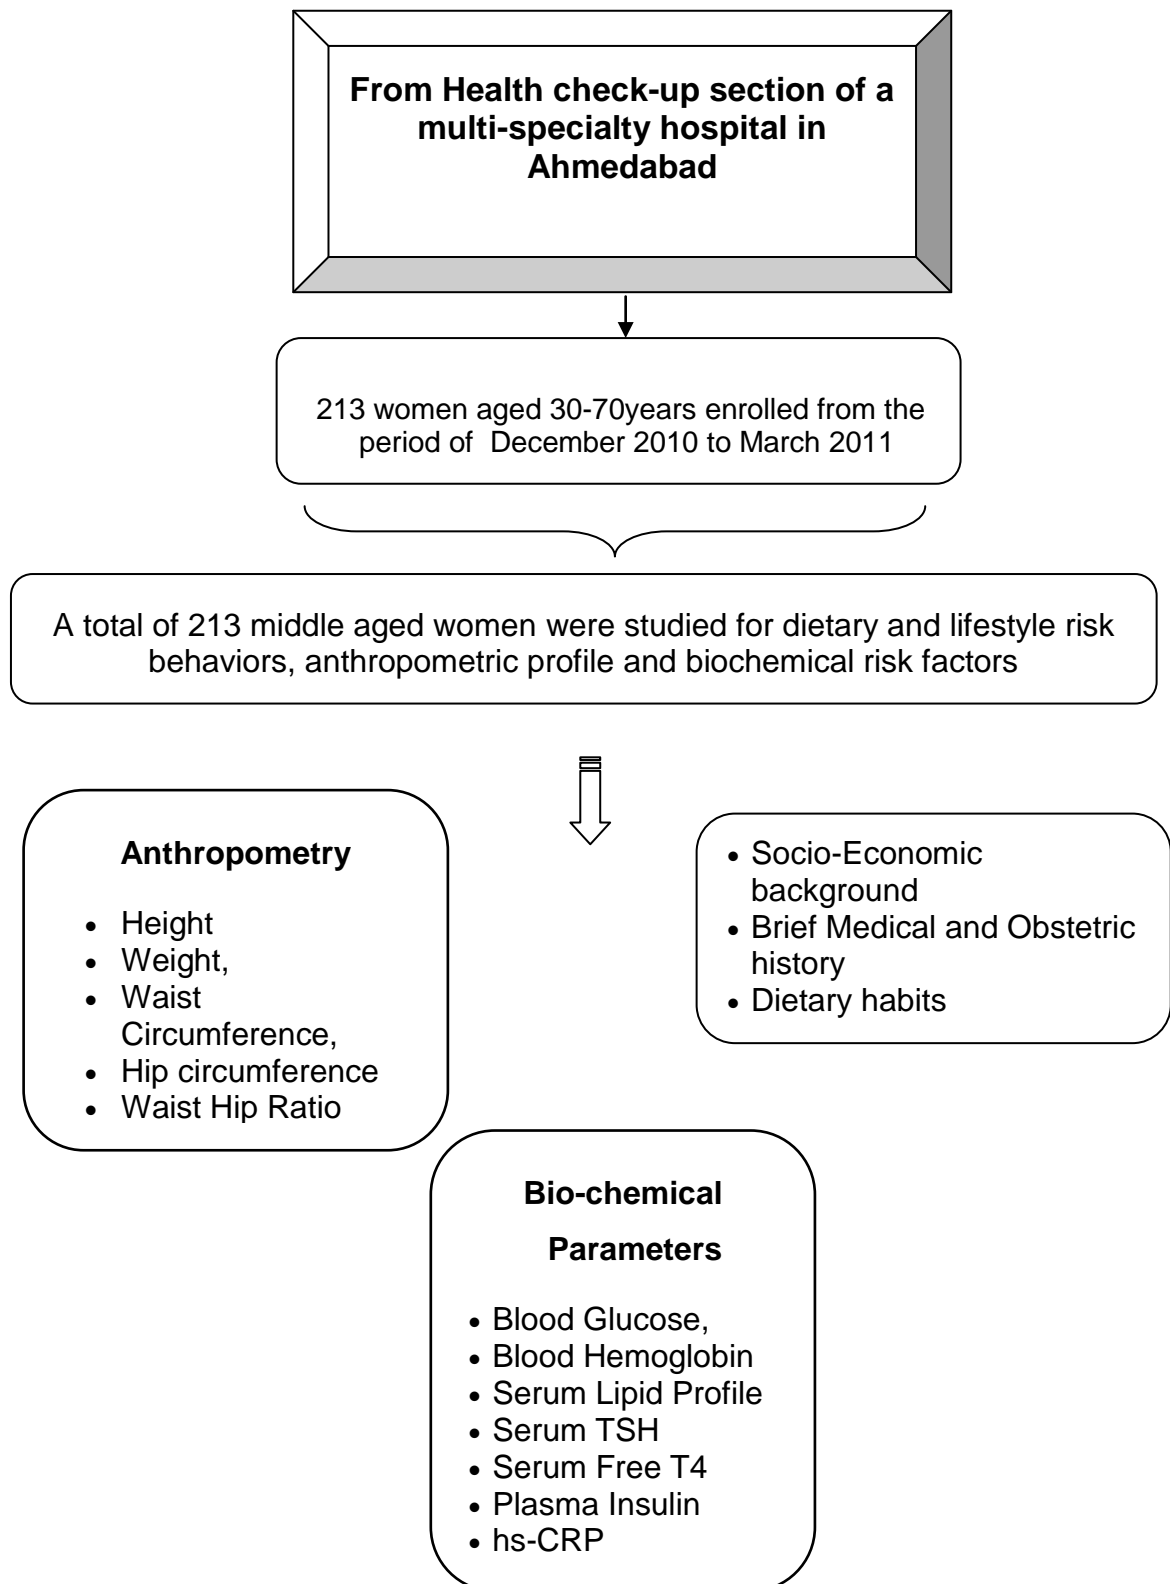 From Health check-up section of a
multi-specialty hospital in
Ahmedabad
213 women aged 30-70years enrolled from the
period of December 2010 to March 2011
A total of 213 middle aged women were studied for dietary and lifestyle risk
behaviors, anthropometric profile and biochemical risk factors
Anthropometry
• Height
• Weight,
• Waist
Circumference,
• Hip circumference
• Waist Hip Ratio
• Socio-Economic
background
• Brief Medical and Obstetric
history
• Dietary habits
Bio-chemical
Parameters
• Blood Glucose,
• Blood Hemoglobin
• Serum Lipid Profile
• Serum TSH
• Serum Free T4
• Plasma Insulin
• hs-CRP